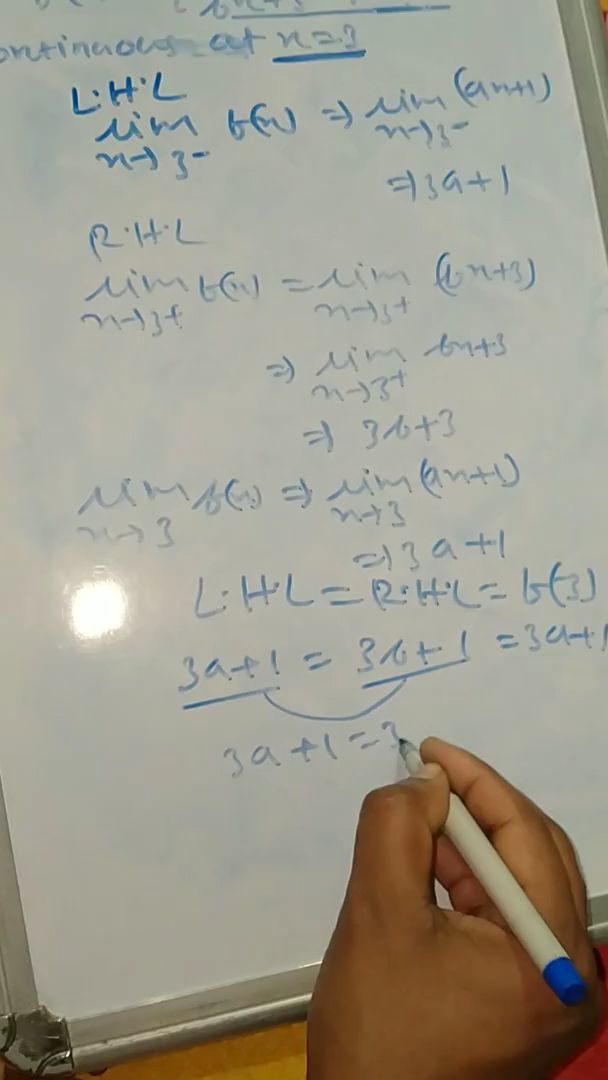 bx+3
continuous at x=3
L.H.L
lim f(x) => lim (ax+1)
x→3- x→3-
=> 3a+1
R.H.L
lim f(x) = lim (bx+3)
x→3+ x→3+
=> lim bx+3
x→3+
=> 3b+3
lim f(x) => lim (ax+1)
x→3 x→3
=> 3a+1
L.H.L = R.H.L = f(3)
3a+1 = 3b+1 = 3a+1
3a+1=3